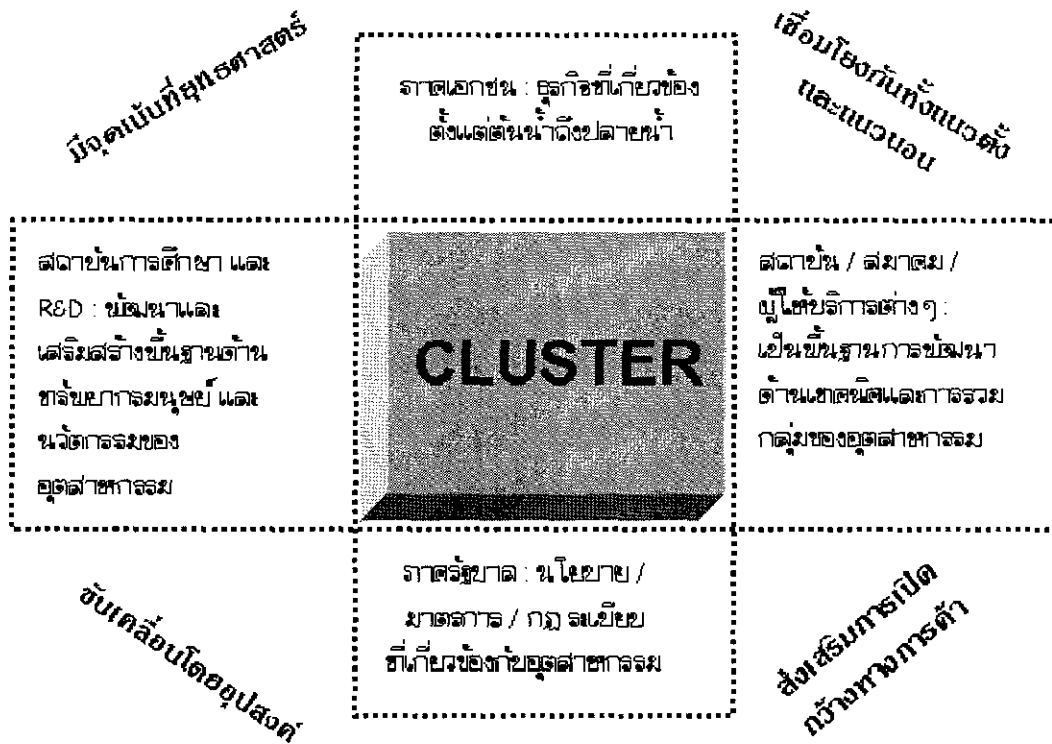 มีจุดเน้นที่ยุทธศาสตร์
ภาคเอกชน : ธุรกิจที่เกี่ยวข้อง
ตั้งแต่ต้นน้ำถึงปลายน้ำ
เชื่อมโยงกันทั้งแนวตั้ง
และแนวนอน
สถาบันการศึกษา และ
R&D : พัฒนาและ
เสริมสร้างพื้นฐานด้าน
ทรัพยากรมนุษย์ และ
นวัตกรรมของ
อุตสาหกรรม
CLUSTER
สถาบัน / สมาคม /
ผู้ให้บริการต่างๆ :
เป็นพื้นฐานการพัฒนา
ด้านเทคนิคและการรวม
กลุ่มของอุตสาหกรรม
ขับเคลื่อนโดยอุปสงค์
ภาครัฐบาล : นโยบาย /
มาตรการ / กฎ ระเบียบ
ที่เกี่ยวข้องกับอุตสาหกรรม
ส่งเสริมการเปิด
กว้างทางการค้า